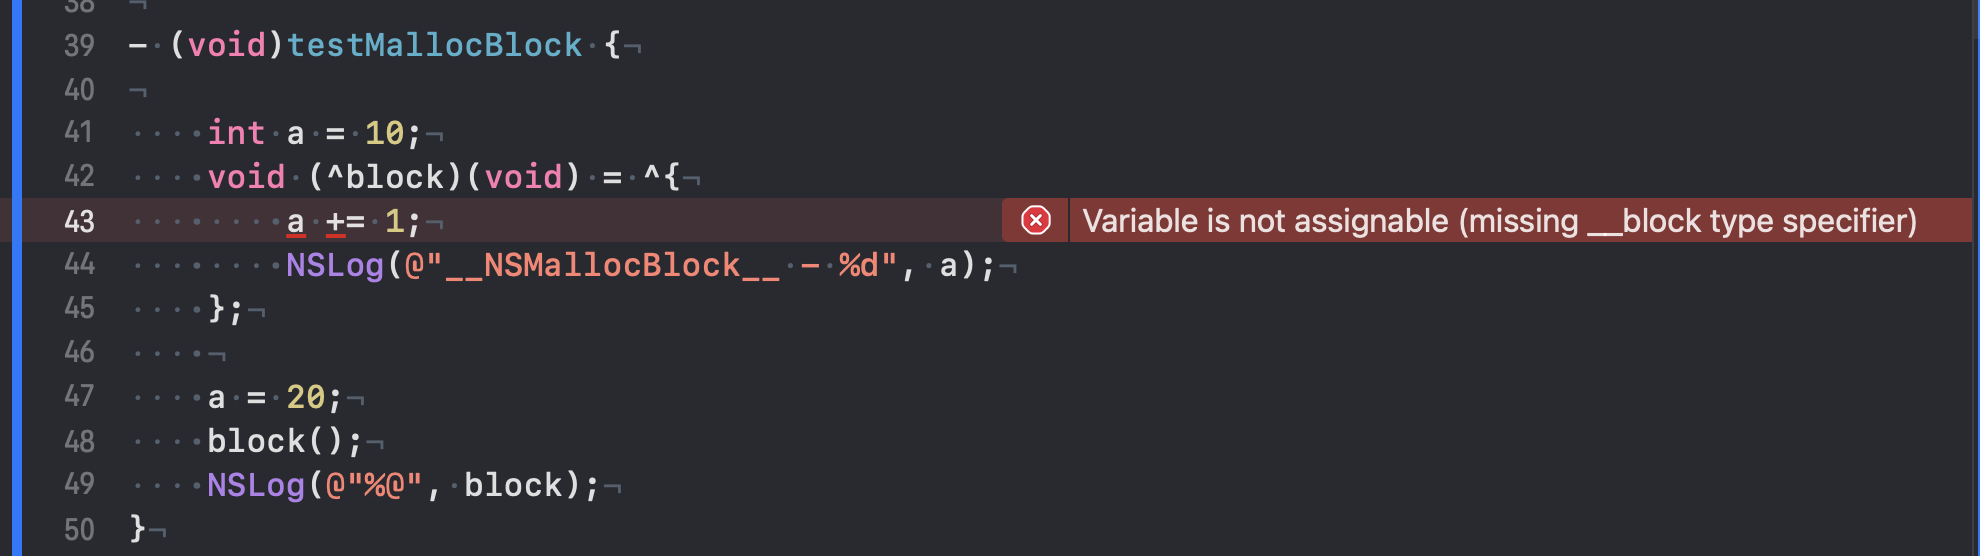 38
39 - (void)testMallocBlock {
40
41 int a = 10;
42 void (^block)(void) = ^{
43 a += 1; Variable is not assignable (missing __block type specifier)
44 NSLog(@"__NSMallocBlock__ - %d", a);
45 };
46
47 a = 20;
48 block();
49 NSLog(@"%@", block);
50 }